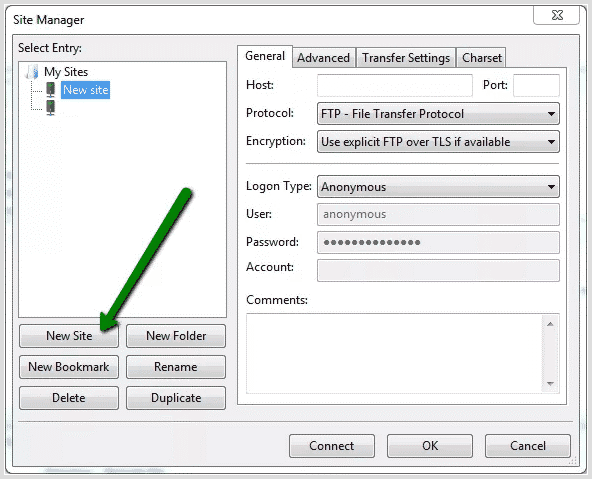 Site Manager
Select Entry:
My Sites
New site
New Site
New Folder
New Bookmark
Rename
Delete
Duplicate
General
Advanced
Transfer Settings
Charset
Host:
Port:
Protocol:
FTP - File Transfer Protocol
Encryption:
Use explicit FTP over TLS if available
Logon Type:
Anonymous
User:
anonymous
Password:
●●●●●●●●●●●●●●
Account:
Comments:
Connect
OK
Cancel